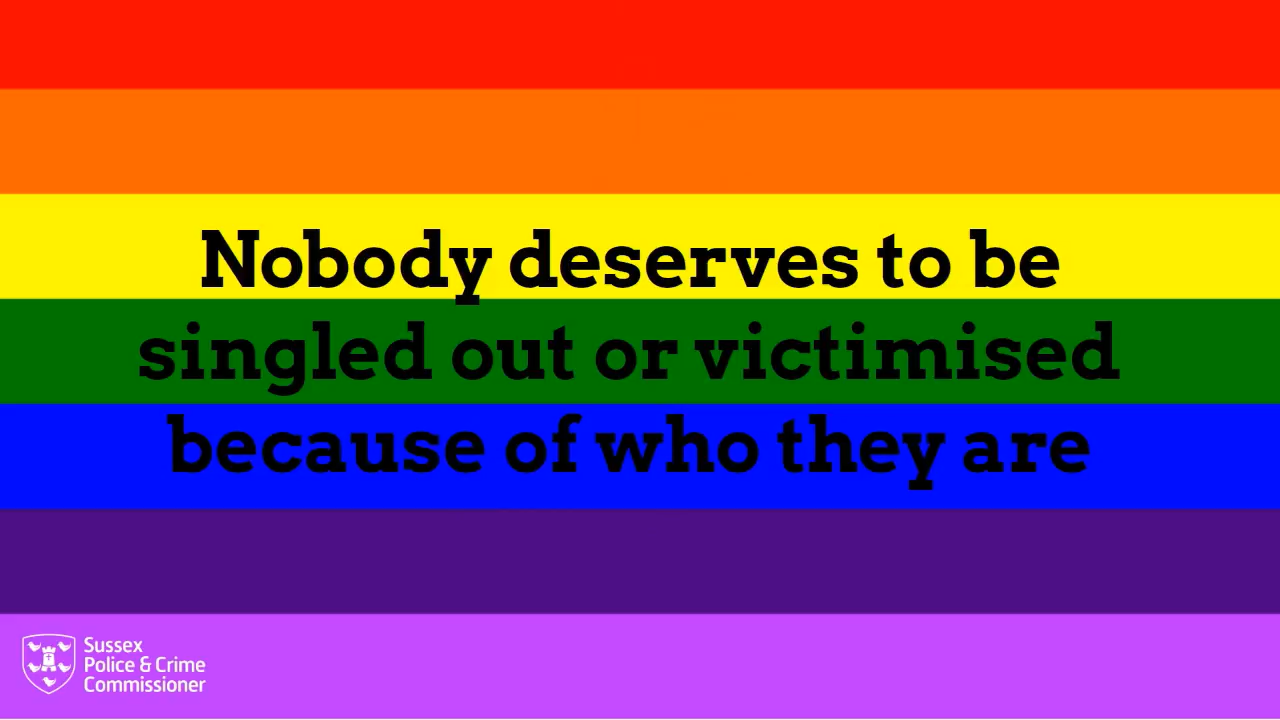 Nobody deserves to be
singled out or victimised
because of who they are
Sussex
Police & Crime
Commissioner